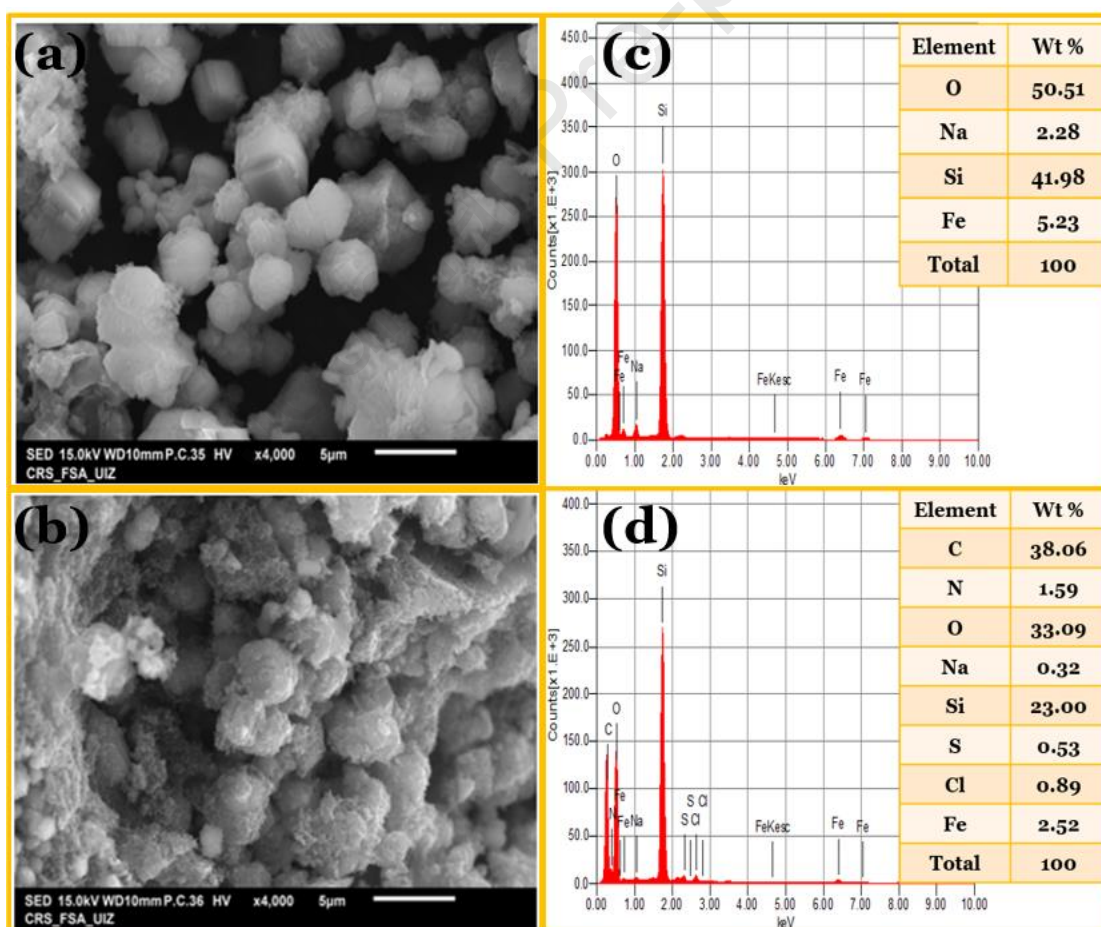 Pre-p
(a)
SED 15.0kV WD10mm P.C.35 HV x4,000 5μm
CRS_FSA_UIZ
(c)
Counts[x1.E+3]
450.0
400.0
350.0
300.0
250.0
200.0
150.0
100.0
50.0
0.0
O
Si
Fe
Fe
Na
FeKesc
Fe
Fe
0.00 1.00 2.00 3.00 4.00 5.00 6.00 7.00 8.00 9.00 10.00
keV
Element Wt %
O 50.51
Na 2.28
Si 41.98
Fe 5.23
Total 100
(b)
SED 15.0kV WD10mm P.C.36 HV x4,000 5μm
CRS_FSA_UIZ
(d)
Counts[x1.E+3]
400.0
350.0
300.0
250.0
200.0
150.0
100.0
50.0
0.0
Si
O
C
Fe
N
Fe
Na
S Cl
S Cl
FeKesc
Fe
Fe
0.00 1.00 2.00 3.00 4.00 5.00 6.00 7.00 8.00 9.00 10.00
keV
Element Wt %
C 38.06
N 1.59
O 33.09
Na 0.32
Si 23.00
S 0.53
Cl 0.89
Fe 2.52
Total 100